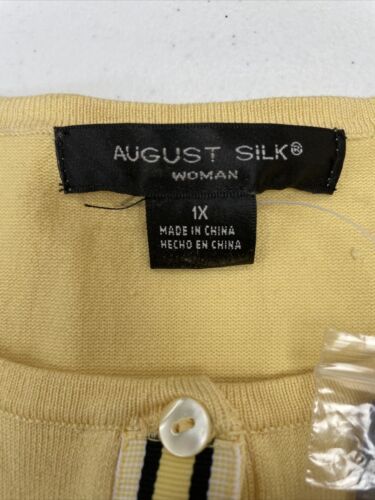 AUGUST SILK®
WOMAN
1X
MADE IN CHINA
HECHO EN CHINA